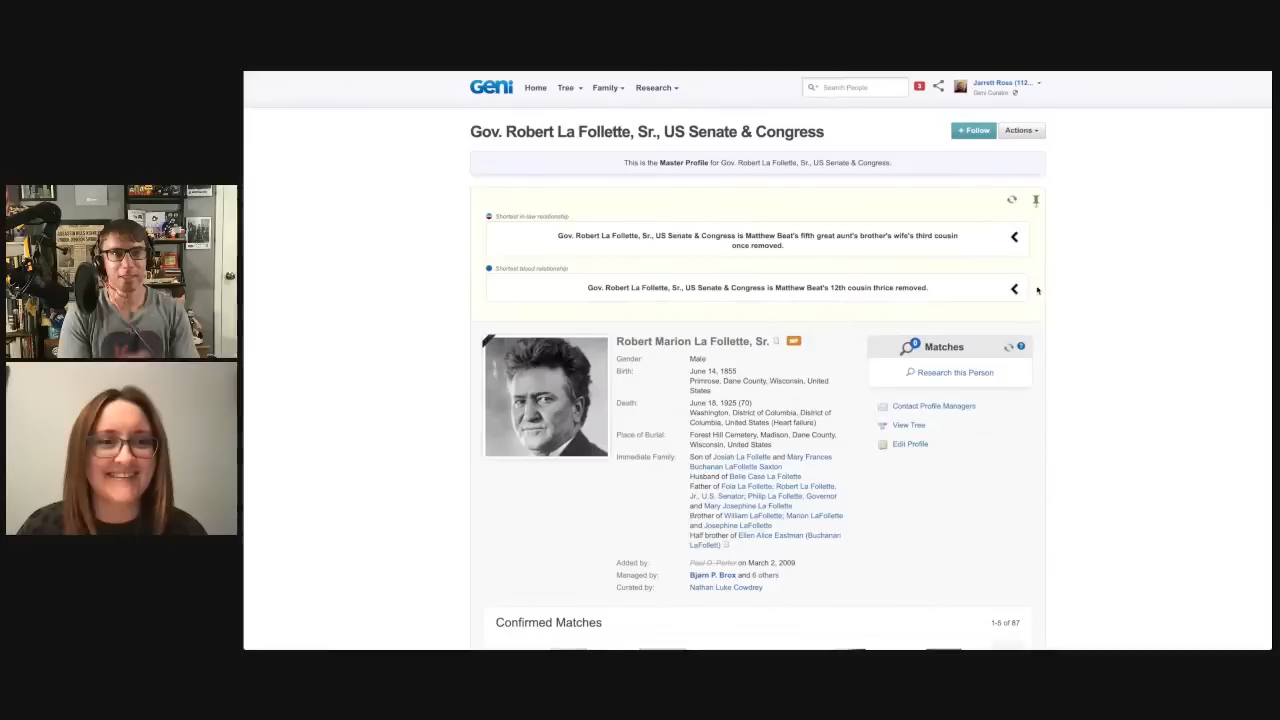 Geni
Home Tree Family Research
Search People
3
Jarrett Ross (112...
Geni Curator
Gov. Robert La Follette, Sr., US Senate & Congress
+ Follow
Actions
This is the Master Profile for Gov. Robert La Follette, Sr., US Senate & Congress.
Shortest in-law relationship
Gov. Robert La Follette, Sr., US Senate & Congress is Matthew Beat's fifth great aunt's brother's wife's third cousin
once removed.
Shortest blood relationship
Gov. Robert La Follette, Sr., US Senate & Congress is Matthew Beat's 12th cousin thrice removed.
Robert Marion La Follette, Sr.
MP
Gender: Male
Birth: June 14, 1855
Primrose, Dane County, Wisconsin, United
States
Death: June 18, 1925 (70)
Washington, District of Columbia, District of
Columbia, United States (Heart failure)
Place of Burial: Forest Hill Cemetery, Madison, Dane County,
Wisconsin, United States
Immediate Family: Son of Josiah La Follette and Mary Frances
Buchanan LaFollette Saxton
Husband of Belle Case La Follette
Father of Fola La Follette; Robert La Follette,
Jr., U.S. Senator; Philip La Follette, Governor
and Mary Josephine La Follette
Brother of William LaFollette; Marion LaFollette
and Josephine LaFollette
Half brother of Ellen Alice Eastman (Buchanan
LaFollett)
Added by: Paul D. Porter on March 2, 2009
Managed by: Bjørn P. Brox and 6 others
Curated by: Nathan Luke Cowdrey
0
Matches
Research this Person
Contact Profile Managers
View Tree
Edit Profile
Confirmed Matches
1-5 of 87